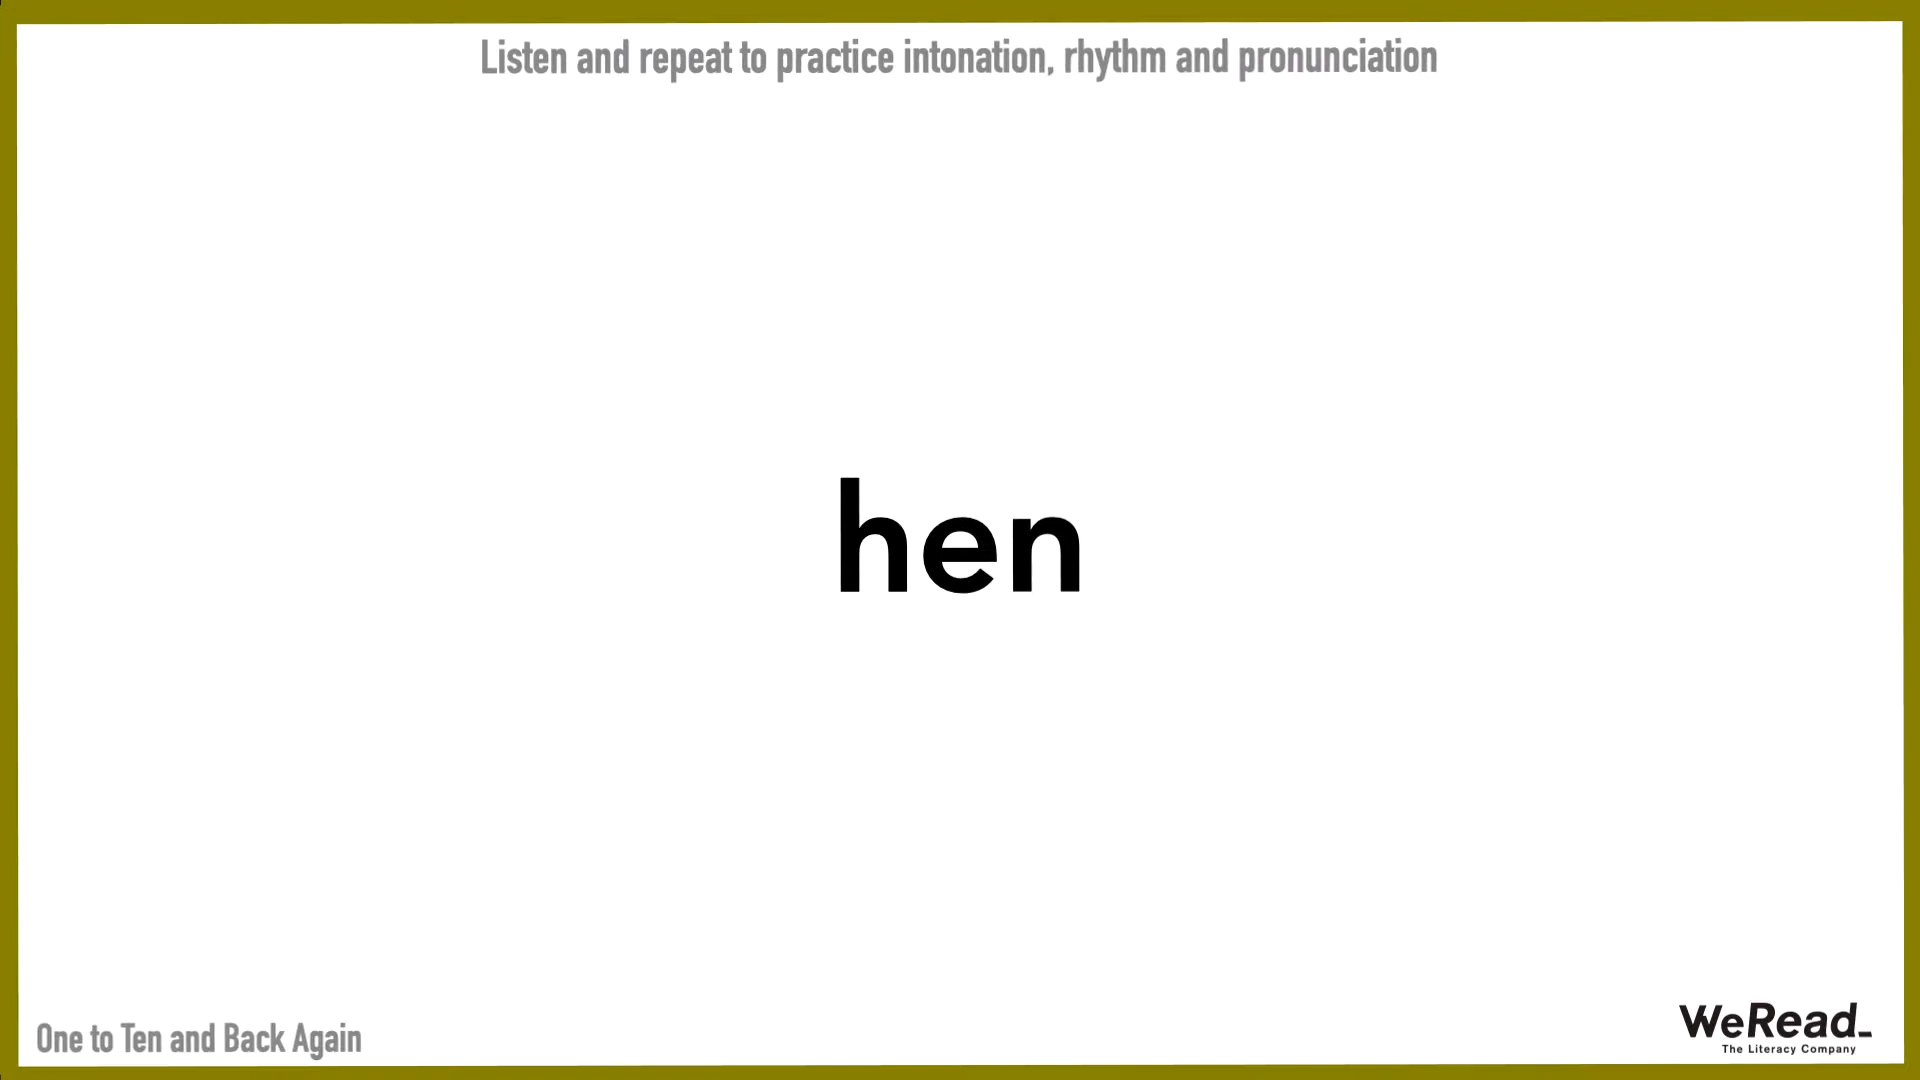 Listen and repeat to practice intonation, rhythm and pronunciation
hen
One to Ten and Back Again
WeRead_
The Literacy Company